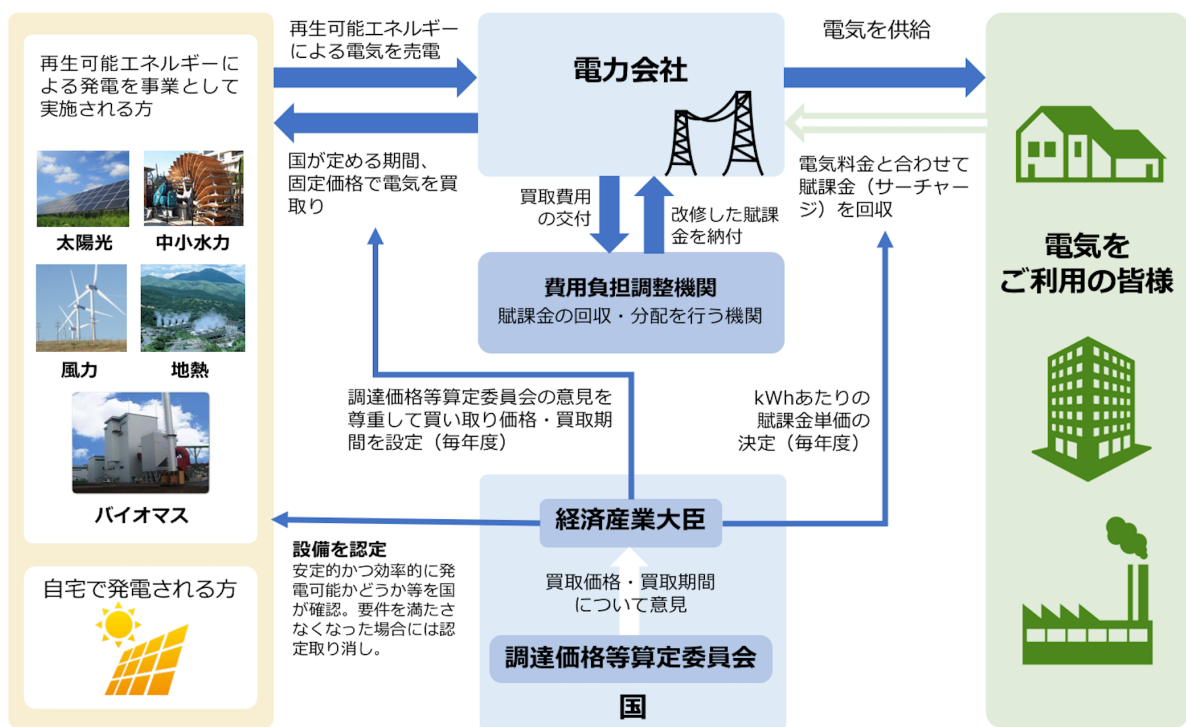 再生可能エネルギーに
よる発電を事業として
実施される方
太陽光
中小水力
風力
地熱
バイオマス
自宅で発電される方
再生可能エネルギー
による電気を売電
国が定める期間、
固定価格で電気を買
取り
電力会社
買取費用
の交付
改修した賦課
金を納付
費用負担調整機関
賦課金の回収・分配を行う機関
電気を供給
電気料金と合わせて
賦課金（サーチャー
ジ）を回収
電気を
ご利用の皆様
調達価格等算定委員会の意見を
尊重して買い取り価格・買取期
間を設定（毎年度）
kWhあたりの
賦課金単価の
決定（毎年度）
経済産業大臣
設備を認定
安定的かつ効率的に発
電可能かどうか等を国
が確認。要件を満たさ
なくなった場合には認
定取り消し。
買取価格・買取期間
について意見
調達価格等算定委員会
国